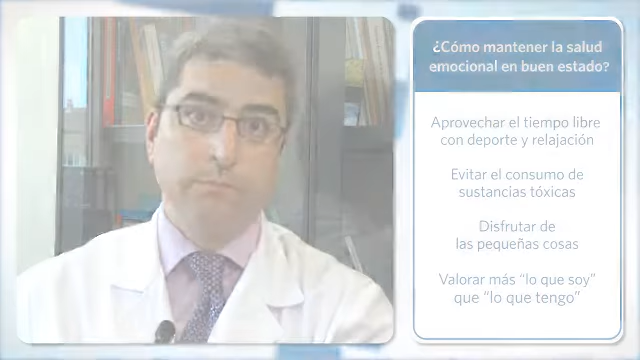 ¿Cómo mantener la salud
emocional en buen estado?
Aprovechar el tiempo libre
con deporte y relajación
Evitar el consumo de
sustancias tóxicas
Disfrutar de
las pequeñas cosas
Valorar más “lo que soy”
que “lo que tengo”